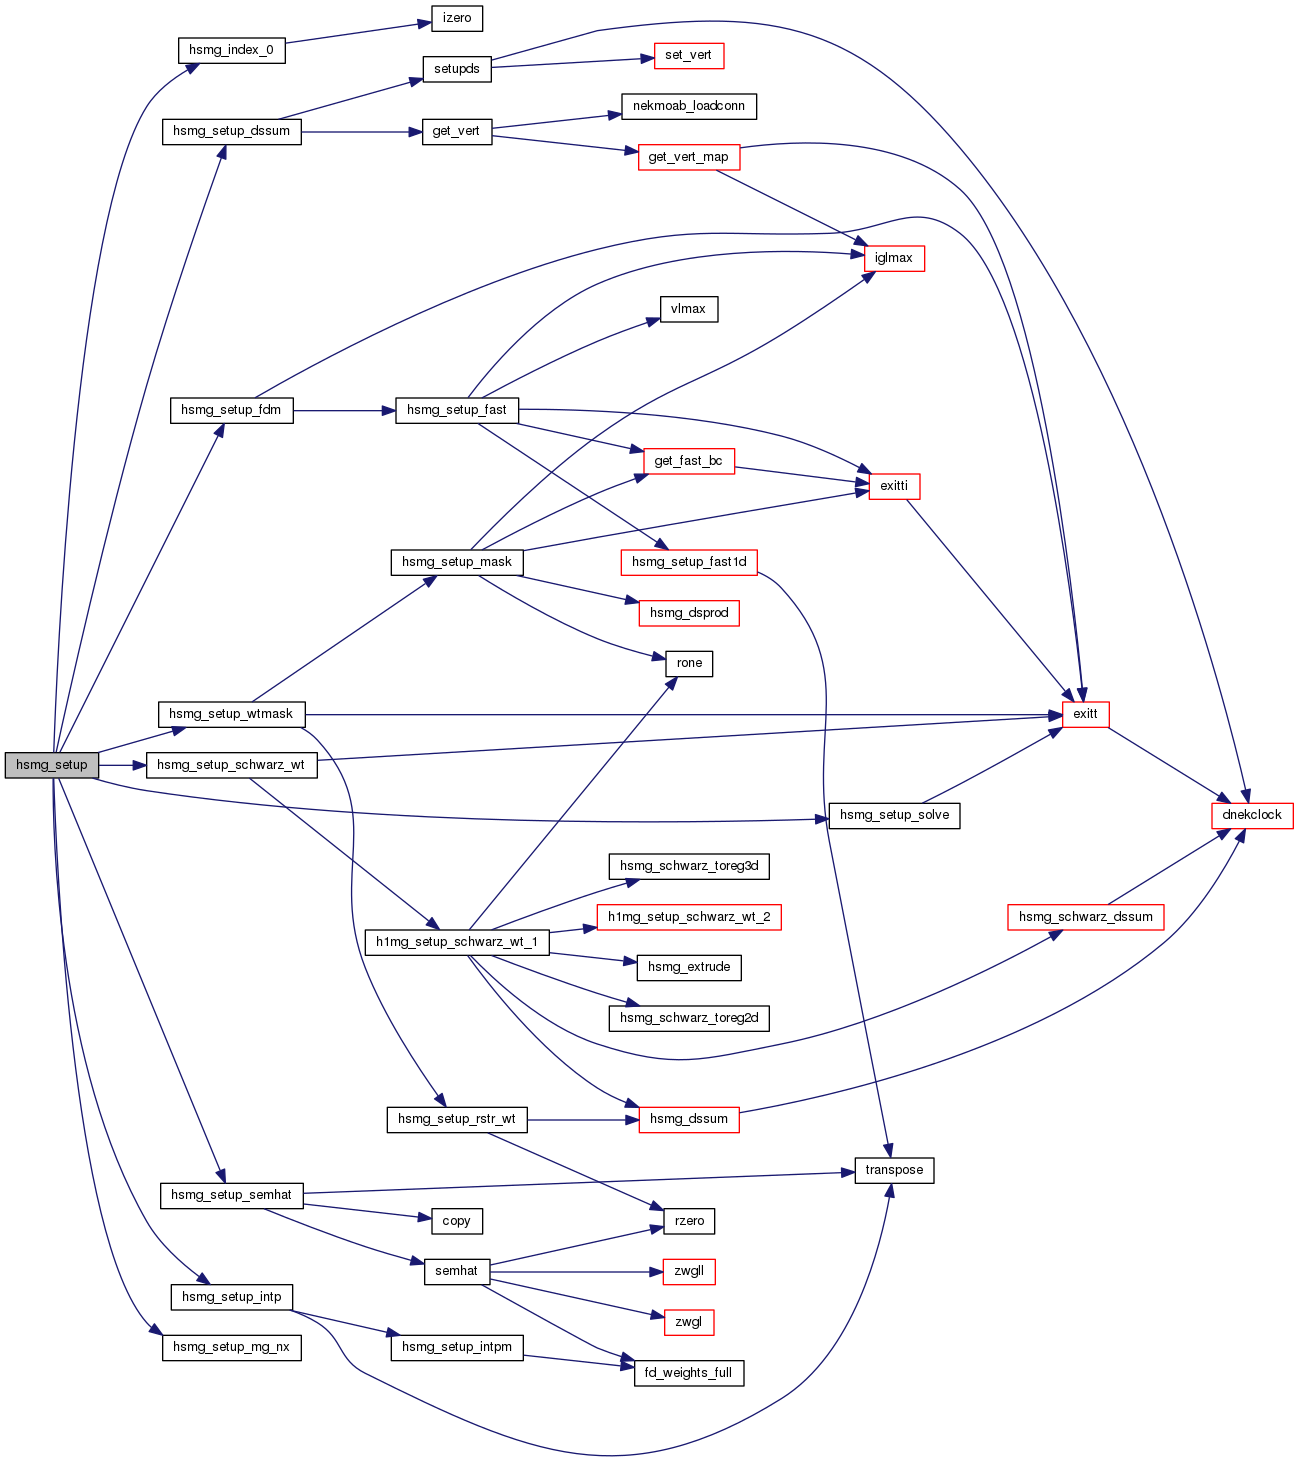 izero
hsmg_index_0
setupds
set_vert
nekmoab_loadconn
hsmg_setup_dssum
get_vert
get_vert_map
iglmax
vlmax
hsmg_setup_fdm
hsmg_setup_fast
get_fast_bc
exitti
hsmg_setup_mask
hsmg_setup_fast1d
hsmg_dsprod
rone
hsmg_setup_wtmask
exitt
hsmg_setup
hsmg_setup_schwarz_wt
hsmg_setup_solve
dnekclock
hsmg_schwarz_toreg3d
h1mg_setup_schwarz_wt_2
hsmg_schwarz_dssum
h1mg_setup_schwarz_wt_1
hsmg_extrude
hsmg_schwarz_toreg2d
hsmg_setup_rstr_wt
hsmg_dssum
transpose
hsmg_setup_semhat
copy
rzero
semhat
zwgll
hsmg_setup_intp
zwgl
hsmg_setup_mg_nx
hsmg_setup_intpm
fd_weights_full